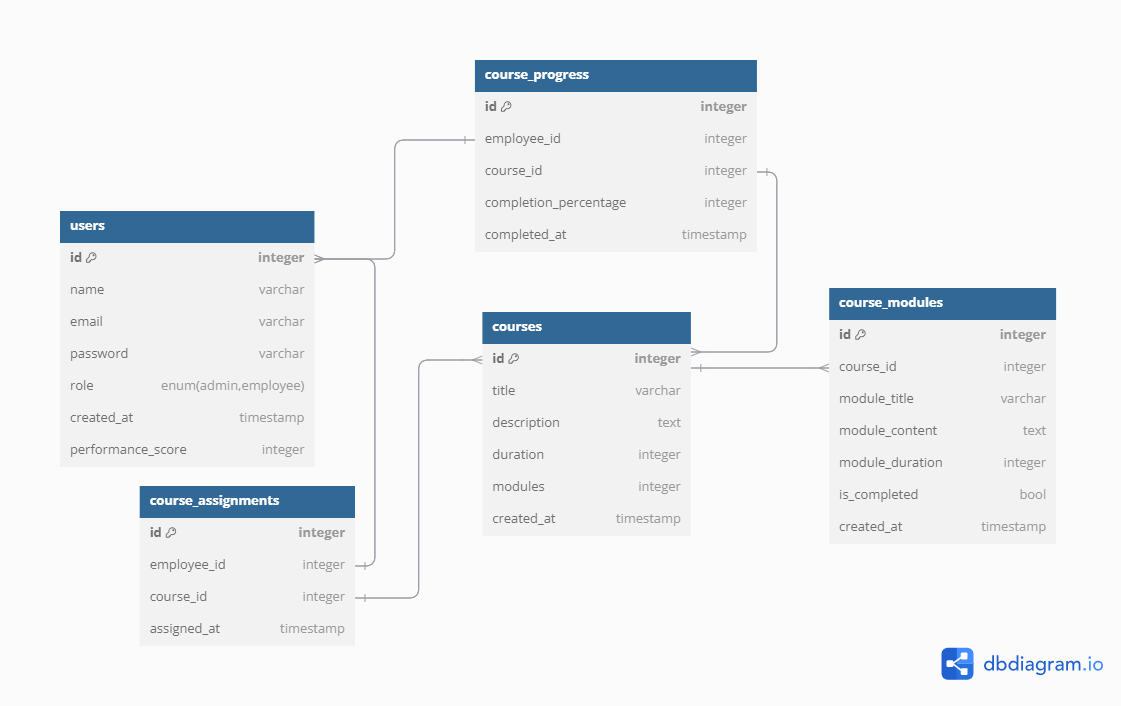 course_progress
id integer
employee_id integer
course_id integer
completion_percentage integer
completed_at timestamp
users
id integer
name varchar
email varchar
password varchar
role enum(admin,employee)
created_at timestamp
performance_score integer
courses
id integer
title varchar
description text
duration integer
modules integer
created_at timestamp
course_modules
id integer
course_id integer
module_title varchar
module_content text
module_duration integer
is_completed bool
created_at timestamp
course_assignments
id integer
employee_id integer
course_id integer
assigned_at timestamp
dbdiagram.io